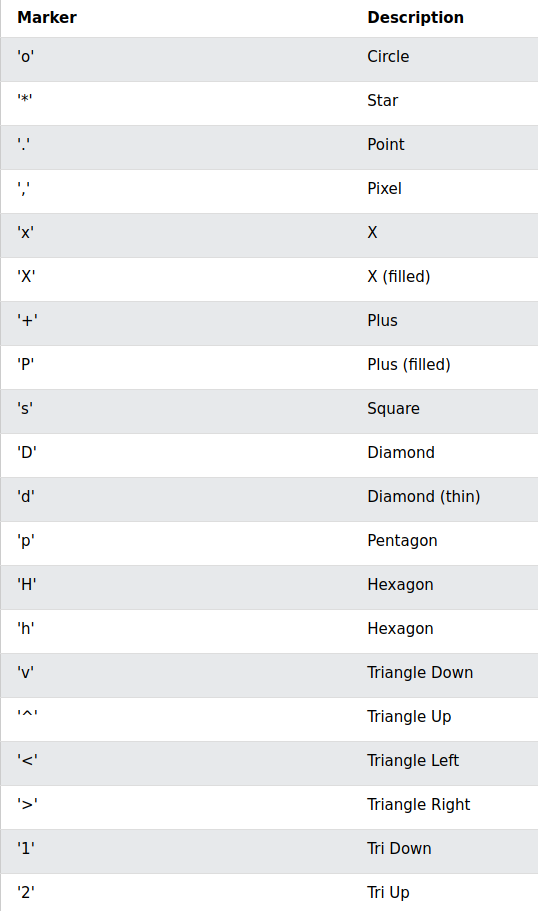 Marker Description
'o' Circle
'*' Star
'.' Point
',' Pixel
'x' X
'X' X (filled)
'+' Plus
'P' Plus (filled)
's' Square
'D' Diamond
'd' Diamond (thin)
'p' Pentagon
'H' Hexagon
'h' Hexagon
'v' Triangle Down
'^' Triangle Up
'<' Triangle Left
'>' Triangle Right
'1' Tri Down
'2' Tri Up